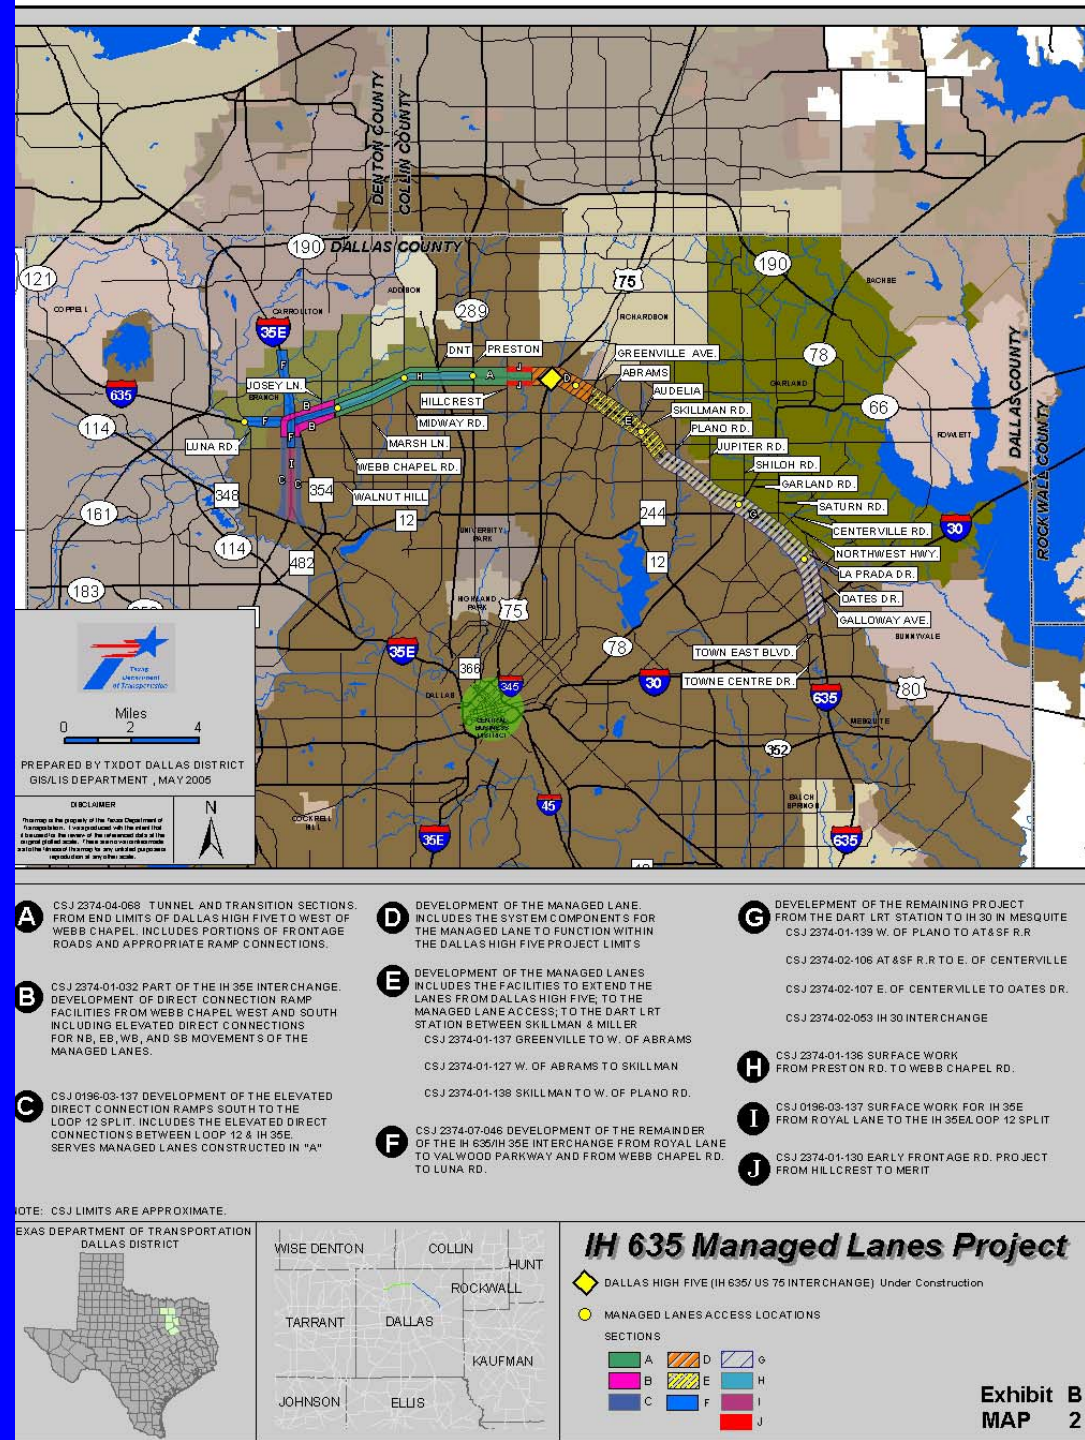 DENTON COUNTY
COLLIN COUNTY
190
DALLAS COUNTY
121
190
75
ADDISON
COPPELL
CARROLLTON
289
RICHARDSON
SACHSE
35E
78
DALLAS COUNTY
ROCKWALL COUNTY
DNT
PRESTON
GREENVILLE AVE.
ABRAMS
AUDELIA
GARLAND
635
JOSEY LN.
BRANCH
HILLCREST
SKILLMAN RD.
66
114
MIDWAY RD.
PLANO RD.
ROWLETT
LUNA RD.
MARSH LN.
JUPITER RD.
WEBB CHAPEL RD.
SHILOH RD.
GARLAND RD.
348
354
WALNUT HILL
SATURN RD.
161
12
244
CENTERVILLE RD.
30
UNIVERSITY
PARK
NORTHWEST HWY.
114
482
12
LA PRADA DR.
183
HIGHLAND
PARK
75
OATES DR.
GALLOWAY AVE.
SUNNYVALE
35E
78
TOWN EAST BLVD.
366
345
30
TOWNE CENTRE DR.
635
80
DALLAS
CENTRAL
BUSINESS
DISTRICT
MESQUITE
352
45
BALCH
SPRINGS
COCKRELL
HILL
35E
635
F
F
F
B
B
H
A
J
J
D
E
G
I
C
C
Texas
Department
of Transportation
Miles
0 2 4
PREPARED BY TXDOT DALLAS DISTRICT
GIS/LIS DEPARTMENT , MAY 2005
DISCLAIMER
N
A CSJ 2374-04-068 TUNNEL AND TRANSITION SECTIONS.
FROM END LIMITS OF DALLAS HIGH FIVE TO WEST OF
WEBB CHAPEL. INCLUDES PORTIONS OF FRONTAGE
ROADS AND APPROPRIATE RAMP CONNECTIONS.
B CSJ 2374-01-032 PART OF THE IH 35E INTERCHANGE.
DEVELOPMENT OF DIRECT CONNECTION RAMP
FACILITIES FROM WEBB CHAPEL WEST AND SOUTH
INCLUDING ELEVATED DIRECT CONNECTIONS
FOR NB, EB, WB, AND SB MOVEMENTS OF THE
MANAGED LANES.
C CSJ 0196-03-137 DEVELOPMENT OF THE ELEVATED
DIRECT CONNECTION RAMPS SOUTH TO THE
LOOP 12 SPLIT. INCLUDES THE ELEVATED DIRECT
CONNECTIONS BETWEEN LOOP 12 & IH 35E.
SERVES MANAGED LANES CONSTRUCTED IN "A"
D DEVELOPMENT OF THE MANAGED LANE.
INCLUDES THE SYSTEM COMPONENTS FOR
THE MANAGED LANE TO FUNCTION WITHIN
THE DALLAS HIGH FIVE PROJECT LIMITS
E DEVELOPMENT OF THE MANAGED LANES
INCLUDES THE FACILITIES TO EXTEND THE
LANES FROM DALLAS HIGH FIVE; TO THE
MANAGED LANE ACCESS; TO THE DART LRT
STATION BETWEEN SKILLMAN & MILLER
CSJ 2374-01-137 GREENVILLE TO W. OF ABRAMS
CSJ 2374-01-127 W. OF ABRAMS TO SKILLMAN
CSJ 2374-01-138 SKILLMAN TO W. OF PLANO RD.
F CSJ 2374-07-046 DEVELOPMENT OF THE REMAINDER
OF THE IH 635/IH 35E INTERCHANGE FROM ROYAL LANE
TO VALWOOD PARKWAY AND FROM WEBB CHAPEL RD.
TO LUNA RD.
G DEVELEPMENT OF THE REMAINING PROJECT
FROM THE DART LRT STATION TO IH 30 IN MESQUITE
CSJ 2374-01-139 W. OF PLANO TO AT&SF R.R
CSJ 2374-02-106 AT&SF R.R TO E. OF CENTERVILLE
CSJ 2374-02-107 E. OF CENTERVILLE TO OATES DR.
CSJ 2374-02-053 IH 30 INTERCHANGE
H CSJ 2374-01-136 SURFACE WORK
FROM PRESTON RD. TO WEBB CHAPEL RD.
I CSJ 0196-03-137 SURFACE WORK FOR IH 35E
FROM ROYAL LANE TO THE IH 35E/LOOP 12 SPLIT
J CSJ 2374-01-130 EARLY FRONTAGE RD. PROJECT
FROM HILLCREST TO MERIT
NOTE: CSJ LIMITS ARE APPROXIMATE.
TEXAS DEPARTMENT OF TRANSPORTATION
DALLAS DISTRICT
WISE DENTON COLLIN
HUNT
ROCKWALL
TARRANT DALLAS
KAUFMAN
JOHNSON ELLIS
IH 635 Managed Lanes Project
DALLAS HIGH FIVE (IH 635/ US 75 INTERCHANGE) Under Construction
MANAGED LANES ACCESS LOCATIONS
SECTIONS
A D G
B E H
C F I
J
Exhibit B
MAP 2